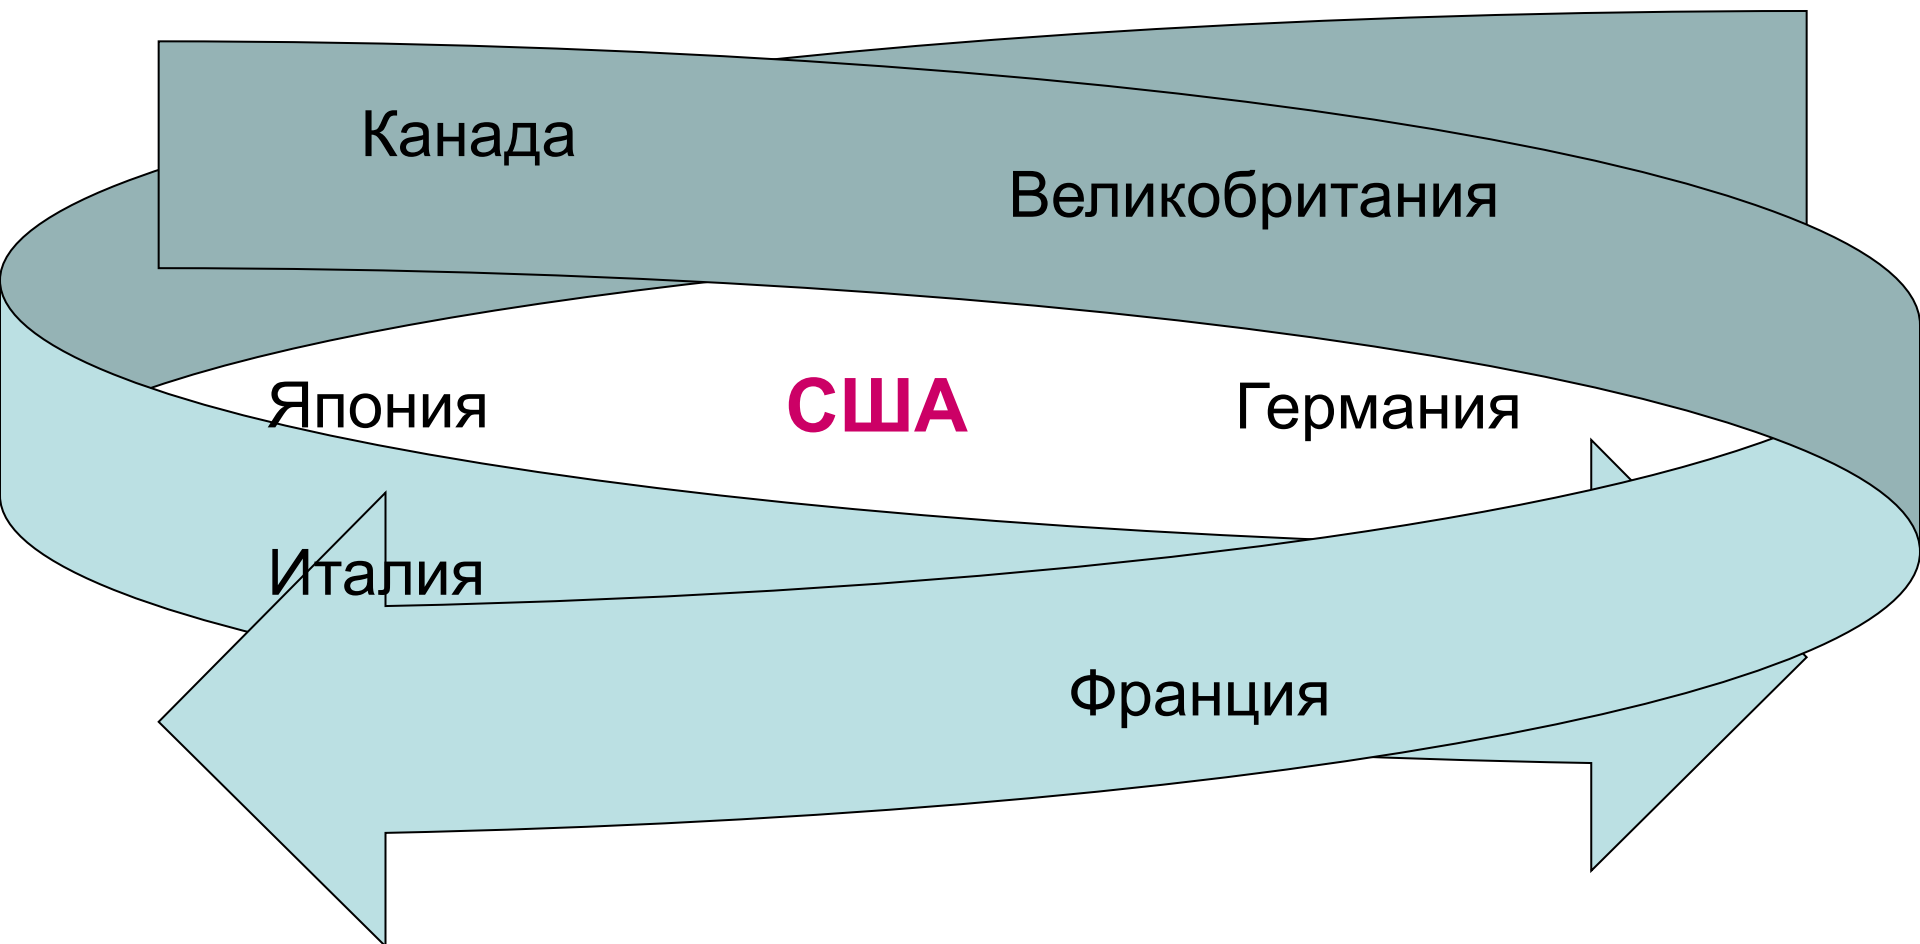 Канада
Великобритания
Япония
США
Германия
Италия
Франция